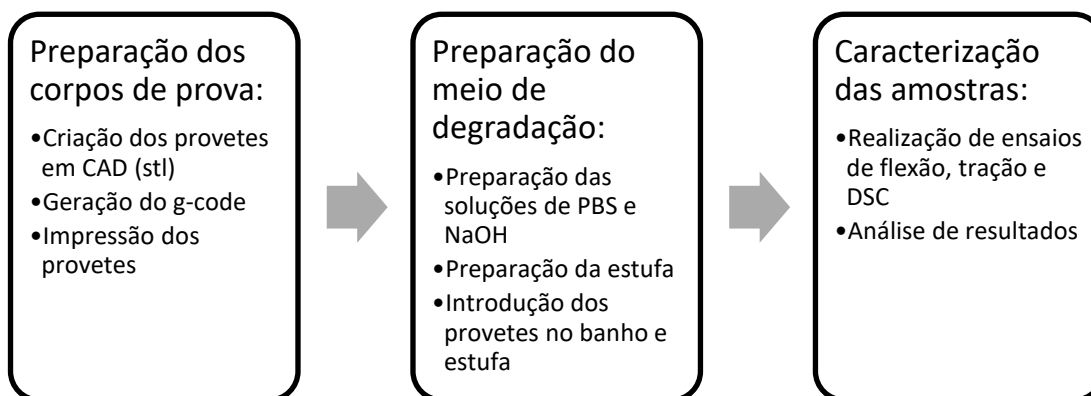 Preparação dos
corpos de prova:
•Criação dos provetes
em CAD (stl)
•Geração do g-code
•Impressão dos
provetes
Preparação do
meio de
degradação:
•Preparação das
soluções de PBS e
NaOH
•Preparação da estufa
•Introdução dos
provetes no banho e
estufa
Caracterização
das amostras:
•Realização de ensaios
de flexão, tração e
DSC
•Análise de resultados